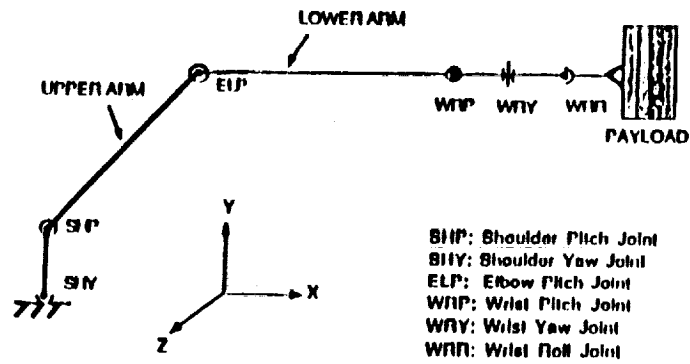 LOWER ARM
UPPER ARM
ELP
WRP WRY WRR
PAYLOAD
SHP
SHY
Y
X
Z
SHP: Shoulder Pitch Joint
SHY: Shoulder Yaw Joint
ELP: Elbow Pitch Joint
WRP: Wrist Pitch Joint
WRY: Wrist Yaw Joint
WRR: Wrist Roll Joint